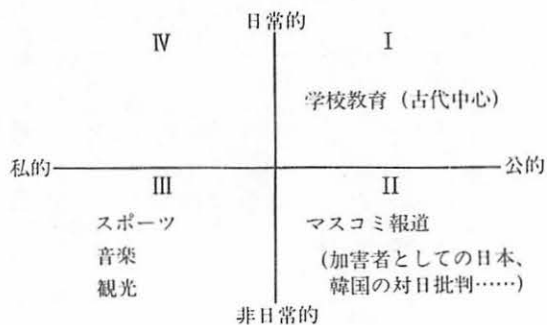 日常的
Ⅳ
Ⅰ
学校教育（古代中心）
私的
公的
Ⅲ
Ⅱ
スポーツ
音楽
観光
マスコミ報道
（加害者としての日本、
韓国の対日批判……）
非日常的